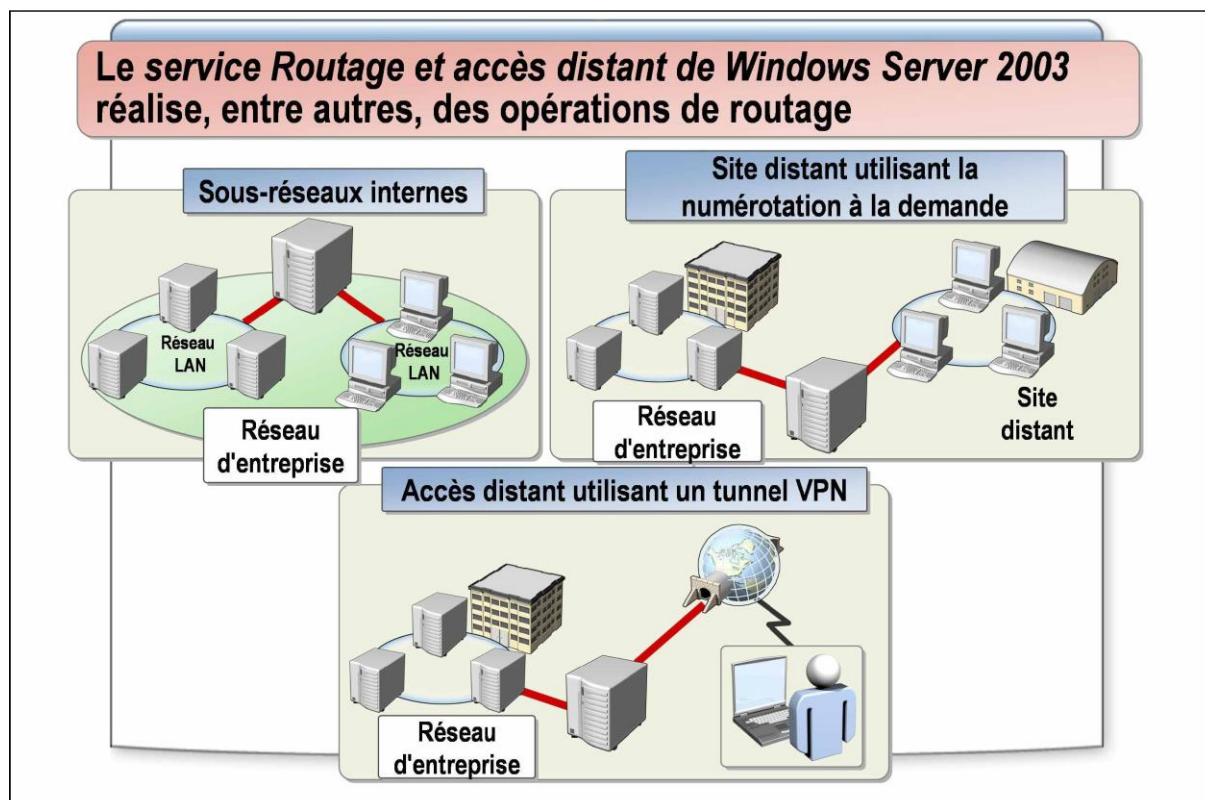 Le service Routage et accès distant de Windows Server 2003
réalise, entre autres, des opérations de routage
Sous-réseaux internes
Réseau
LAN
Réseau
LAN
Réseau
d'entreprise
Site distant utilisant la
numérotation à la demande
Réseau
d'entreprise
Site
distant
Accès distant utilisant un tunnel VPN
Réseau
d'entreprise